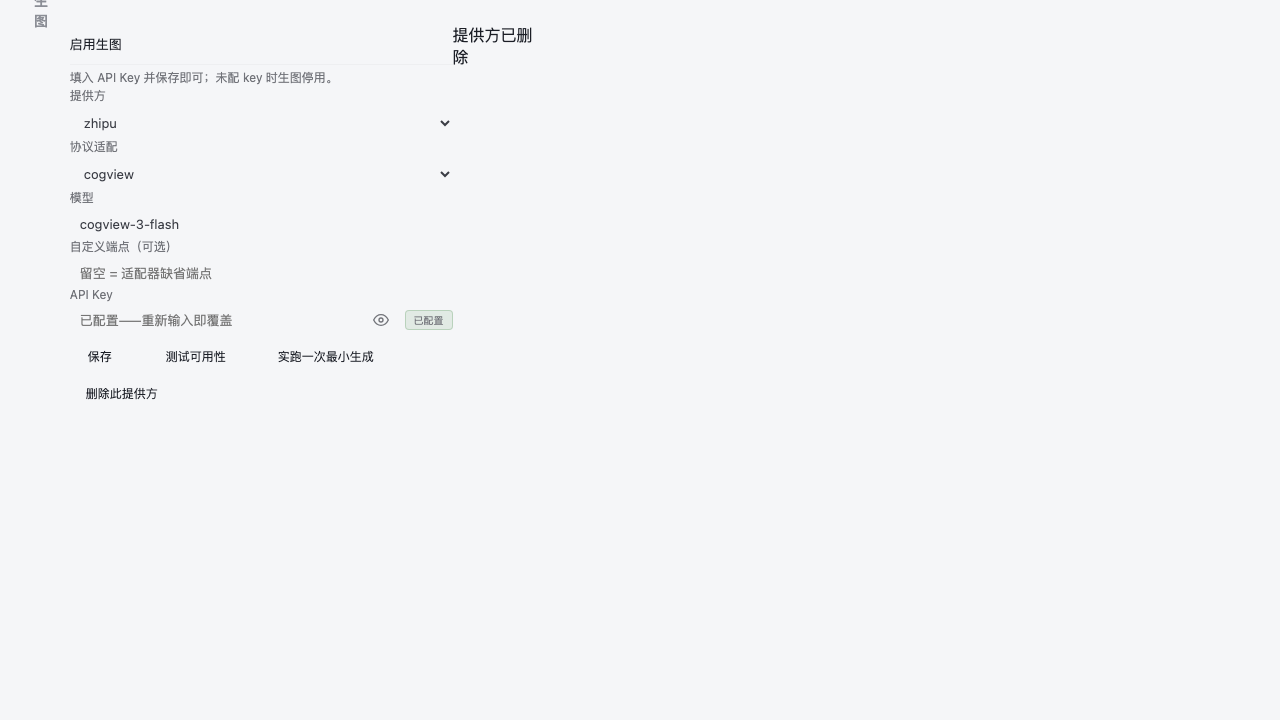 生
图
启用生图
提供方已删
除
填入 API Key 并保存即可；未配 key 时生图停用。
提供方
zhipu
协议适配
cogview
模型
cogview-3-flash
自定义端点（可选）
留空 = 适配器缺省端点
API Key
已配置——重新输入即覆盖
已配置
保存
测试可用性
实跑一次最小生成
删除此提供方